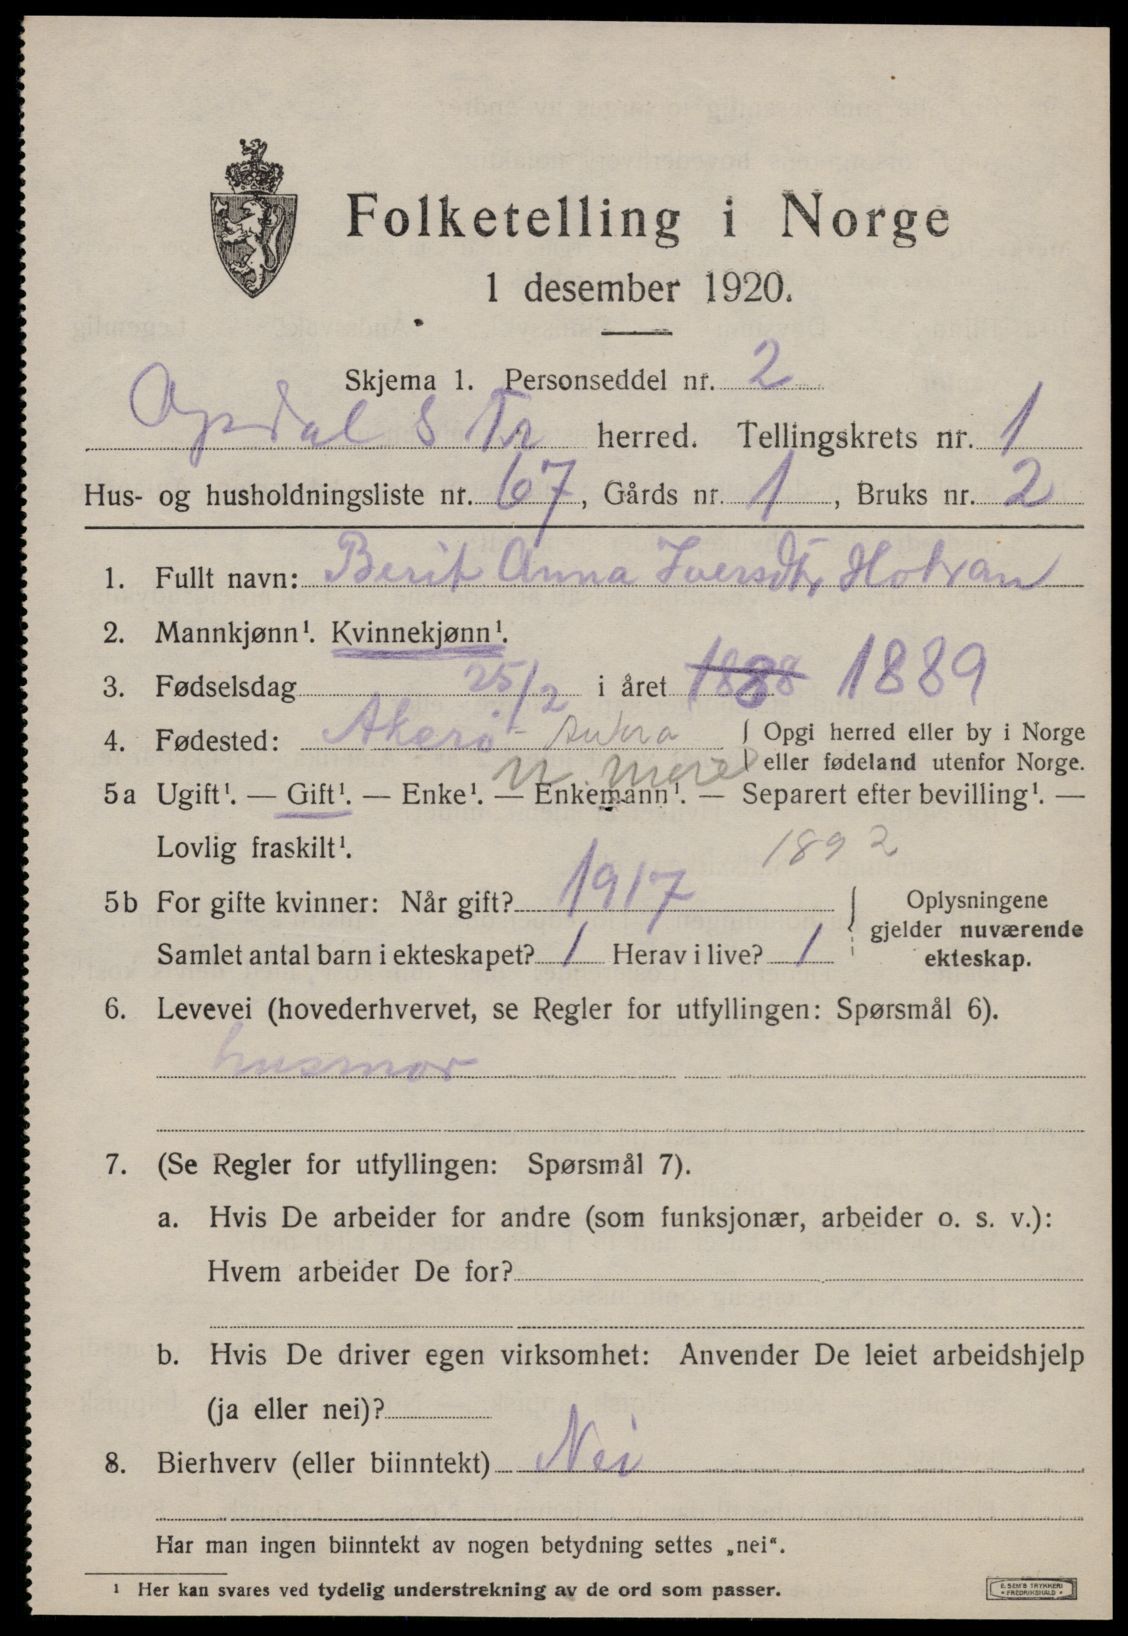 Folketelling i Norge
1 desember 1920.
Skjema 1. Personseddel nr. 2
Opdal S Tr herred. Tellingskrets nr. 1
Hus- og husholdningsliste nr. 67, Gårds nr. 1, Bruks nr. 2
1. Fullt navn: Berit Anna Iversdtr Holvan
2. Mannkjønn¹. Kvinnekjønn¹.
3. Fødselsdag 25/2 i året 1888 1889
4. Fødested: Akerö - Aukra { Opgi herred eller by i Norge
N Møre eller fødeland utenfor Norge.
5a Ugift¹. — Gift¹. — Enke¹. — Enkemann¹. — Separert efter bevilling¹. —
Lovlig fraskilt¹. 1892
5b For gifte kvinner: Når gift? 1917 { Oplysningene
gjelder nuværende
Samlet antal barn i ekteskapet? 1 Herav i live? 1 ekteskap.
6. Levevei (hovederhvervet, se Regler for utfyllingen: Spørsmål 6).
husmor
7. (Se Regler for utfyllingen: Spørsmål 7).
a. Hvis De arbeider for andre (som funksjonær, arbeider o. s. v.):
Hvem arbeider De for?
b. Hvis De driver egen virksomhet: Anvender De leiet arbeidshjelp
(ja eller nei)?
8. Bierhverv (eller biinntekt) Nei
Har man ingen biinntekt av nogen betydning settes „nei“.
¹ Her kan svares ved tydelig understrekning av de ord som passer.
E. SEM'S TRYKKERI
FREDRIKSHALD